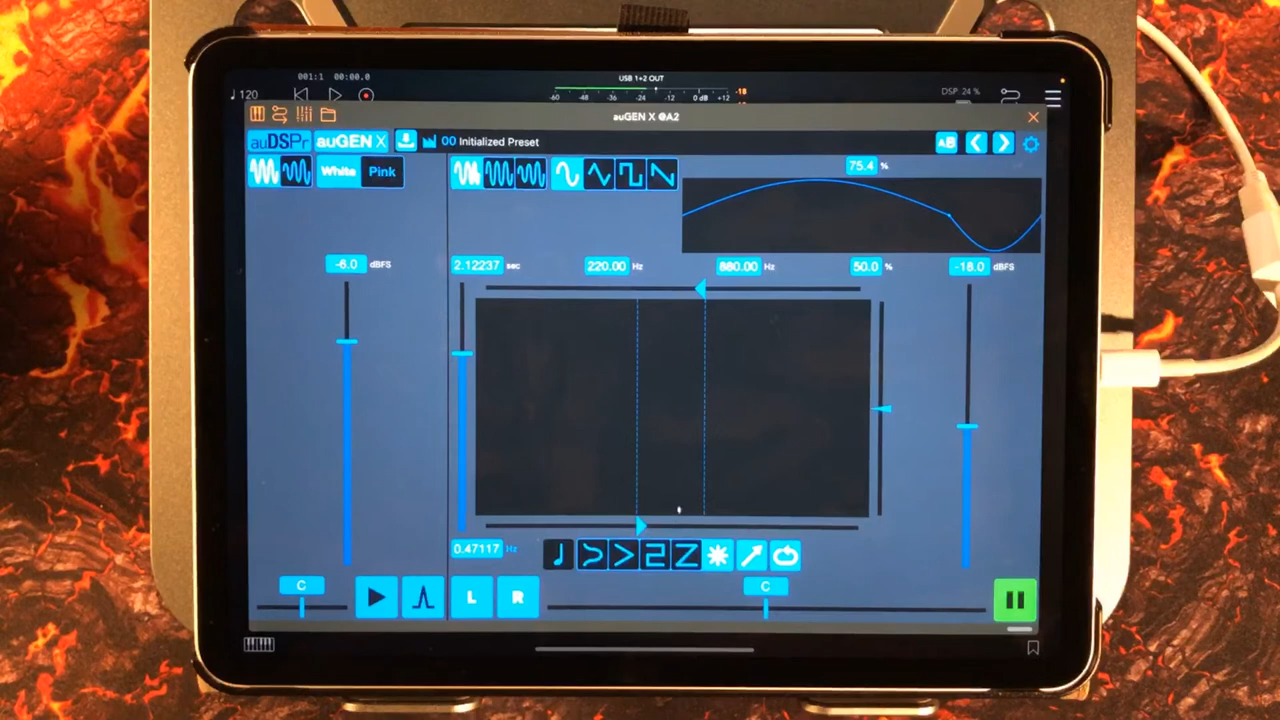 001:1 00:00.0
USB 1+2 OUT
120
-60 -48 -36 -24 -12 0 dB +12
-18
DSP: 24 %
auGEN X @A2
auDSPr auGEN X 00 Initialized Preset AB
White Pink
75.4 %
-6.0 dBFS
2.12237 sec
220.00 Hz
880.00 Hz
50.0 %
-18.0 dBFS
0.47117 Hz
C
L R
C